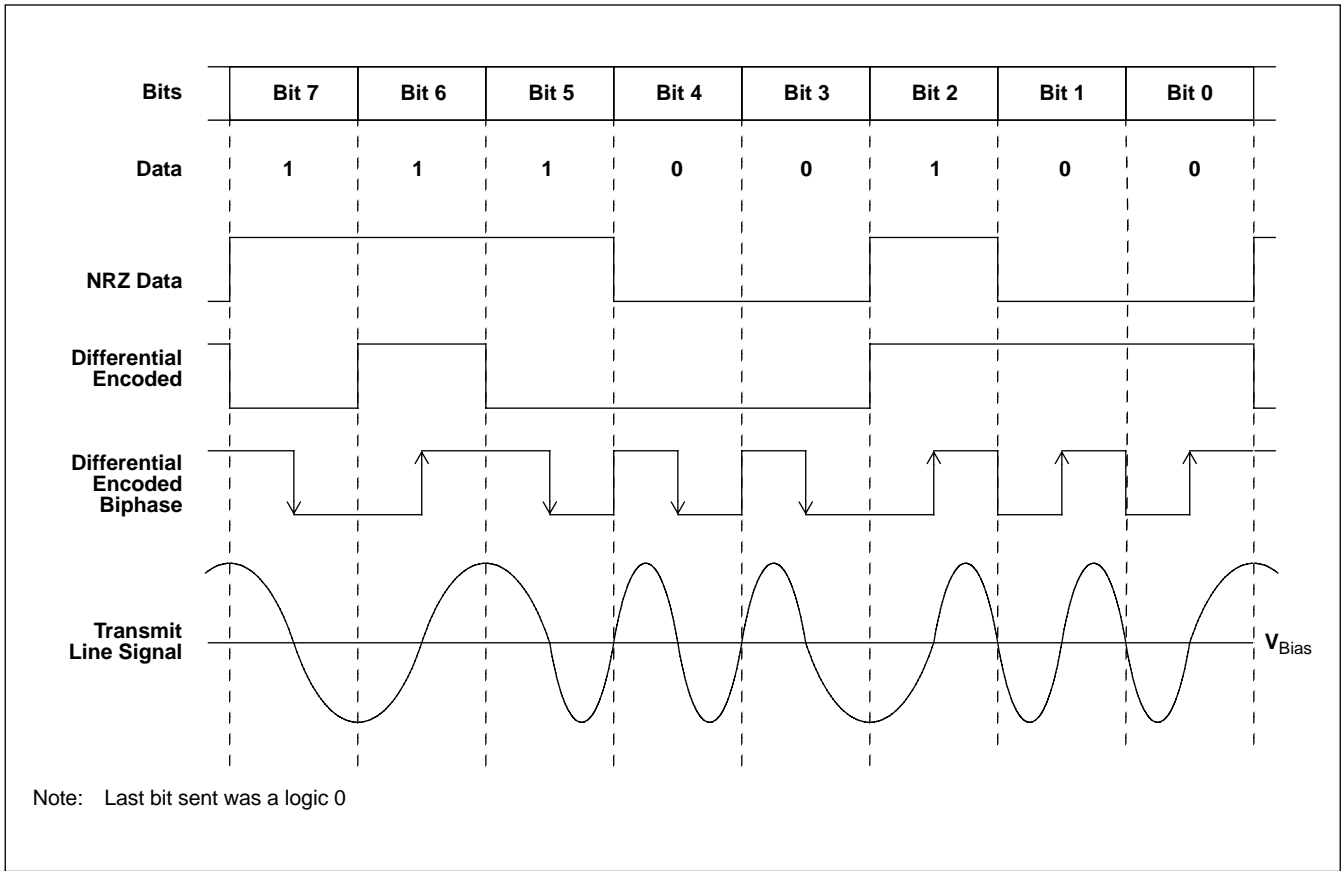 Bits Bit 7 Bit 6 Bit 5 Bit 4 Bit 3 Bit 2 Bit 1 Bit 0
Data 1 1 1 0 0 1 0 0
NRZ Data
Differential
Encoded
Differential
Encoded
Biphase
Transmit
Line Signal
VBias
Note: Last bit sent was a logic 0